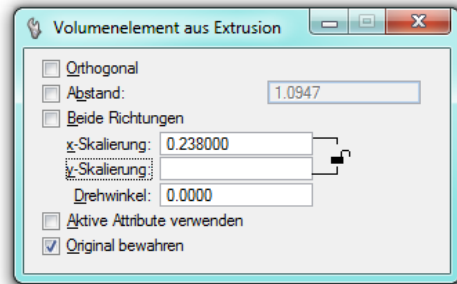 Volumenelement aus Extrusion
Orthogonal
Abstand: 1.0947
Beide Richtungen
x-Skalierung: 0.238000
y-Skalierung:
Drehwinkel: 0.0000
Aktive Attribute verwenden
Original bewahren